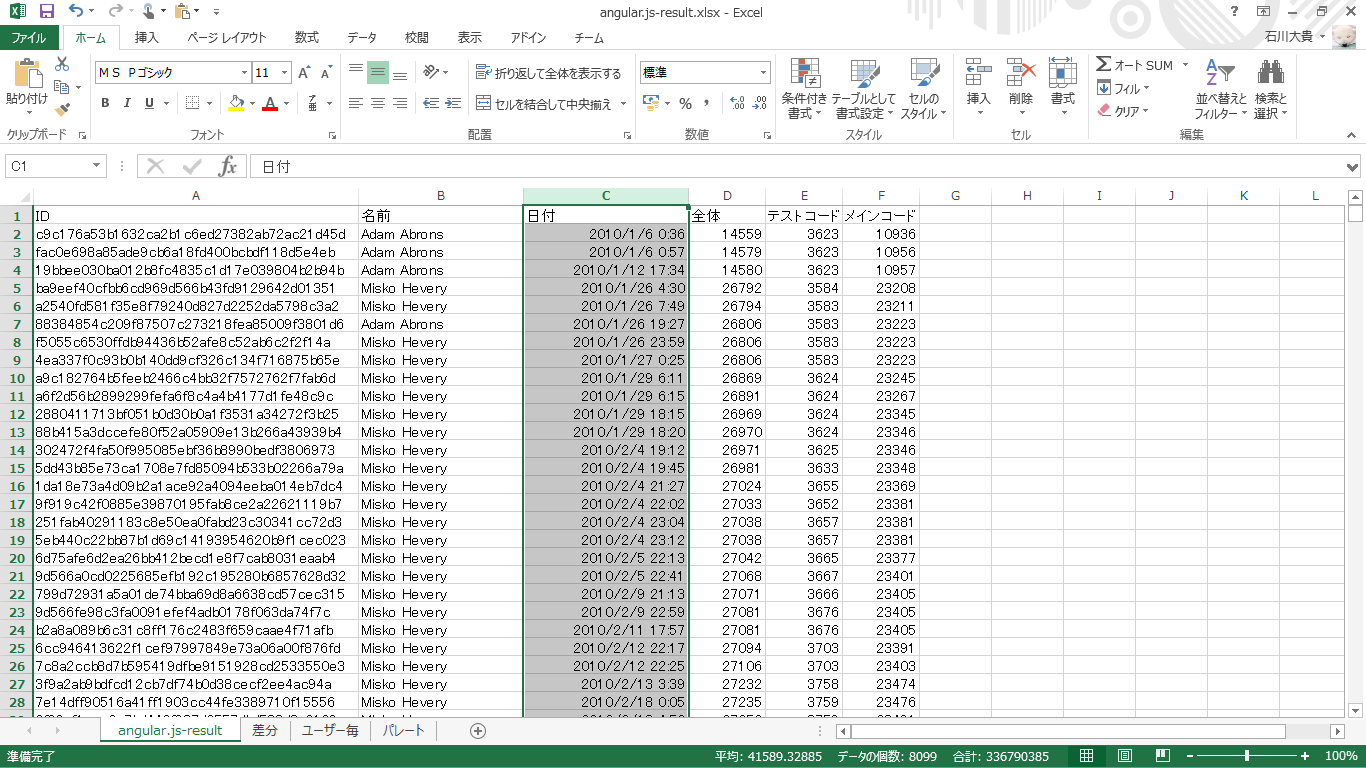 angular.js-result.xlsx - Excel
ファイル ホーム 挿入 ページ レイアウト 数式 データ 校閲 表示 アドイン チーム 石川大貴
貼り付け ＭＳ Ｐゴシック 11 折り返して全体を表示する 標準 条件付き書式 テーブルとして書式設定 セルのスタイル 挿入 削除 書式 オート SUM 並べ替えとフィルター 検索と選択
B I U セルを結合して中央揃え % フィル クリア
クリップボード フォント 配置 数値 スタイル セル 編集
C1 fx 日付
A B C D E F G H I J K L
1 ID 名前 日付 全体 テストコード メインコード
2 c9c176a53b1632ca2b1c6ed27382ab72ac21d45d Adam Abrons 2010/1/6 0:36 14559 3623 10936
3 fac0e698a85ade9cb6a18fd400bcbdf118d5e4eb Adam Abrons 2010/1/6 0:57 14579 3623 10956
4 19bbee030ba012b8fc4835c1d17e039804b2b94b Adam Abrons 2010/1/12 17:34 14580 3623 10957
5 ba9eef40cfbb6cd969d566b43fd9129642d01351 Misko Hevery 2010/1/26 4:30 26792 3584 23208
6 a2540fd581f35e8f79240d827d2252da5798c3a2 Misko Hevery 2010/1/26 7:49 26794 3583 23211
7 88384854c209f87507c273218fea85009f3801d6 Adam Abrons 2010/1/26 19:27 26806 3583 23223
8 f5055c6530ffdb94436b52afe8c52ab6c2f2f14a Misko Hevery 2010/1/26 23:59 26806 3583 23223
9 4ea337f0c93b0b140dd9cf326c134f716875b65e Misko Hevery 2010/1/27 0:25 26806 3583 23223
10 a9c182764b5feeb2466c4bb32f7572762f7fab6d Misko Hevery 2010/1/29 6:11 26869 3624 23245
11 a6f2d56b2899299fefa6f8c4a4b4177d1fe48c9c Misko Hevery 2010/1/29 6:15 26891 3624 23267
12 2880411713bf051b0d30b0a1f3531a34272f3b25 Misko Hevery 2010/1/29 18:15 26969 3624 23345
13 88b415a3dccefe80f52a05909e13b266a43939b4 Misko Hevery 2010/1/29 18:20 26970 3624 23346
14 302472f4fa50f995085ebf36b8990bedf3806973 Misko Hevery 2010/2/4 19:12 26971 3625 23346
15 5dd43b85e73ca1708e7fd85094b533b02266a79a Misko Hevery 2010/2/4 19:45 26981 3633 23348
16 1da18e73a4d09b2a1ace92a4094eeba014eb7dc4 Misko Hevery 2010/2/4 21:27 27024 3655 23369
17 9f919c42f0885e39870195fab8ce2a22621119b7 Misko Hevery 2010/2/4 22:02 27033 3652 23381
18 251fab40291183c8e50ea0fabd23c30341cc72d3 Misko Hevery 2010/2/4 23:04 27038 3657 23381
19 5eb440c22bb87b1d69c14193954620b9f1cec023 Misko Hevery 2010/2/4 23:12 27038 3657 23381
20 6d75afe6d2ea26bb412becd1e8f7cab8031eaab4 Misko Hevery 2010/2/5 22:13 27042 3665 23377
21 9d566a0cd0225685efb192c195280b6857628d32 Misko Hevery 2010/2/5 22:41 27068 3667 23401
22 799d72931a5a01de74bba69d8a6638cd57cec315 Misko Hevery 2010/2/9 21:13 27071 3666 23405
23 9d566fe98c3fa0091efef4adb0178f063da74f7c Misko Hevery 2010/2/9 22:59 27081 3676 23405
24 b2a8a089b6c31c8ff176c2483f659caae4f71afb Misko Hevery 2010/2/11 17:57 27081 3676 23405
25 6cc946413622f1cef97997849e73a06a00f876fd Misko Hevery 2010/2/12 22:17 27094 3703 23391
26 7c8a2ccb8d7b595419dfbe9151928cd2533550e3 Misko Hevery 2010/2/12 22:25 27106 3703 23403
27 3f9a2ab9bdfcd12cb7df74b0d38cecf2ee4ac94a Misko Hevery 2010/2/13 3:39 27232 3758 23474
28 7e14dff90516a41ff1903cc44fe3389710f15556 Misko Hevery 2010/2/18 0:05 27235 3759 23476
angular.js-result 差分 ユーザー毎 パレート
準備完了 平均: 41589.32885 データの個数: 8099 合計: 336790385 100%